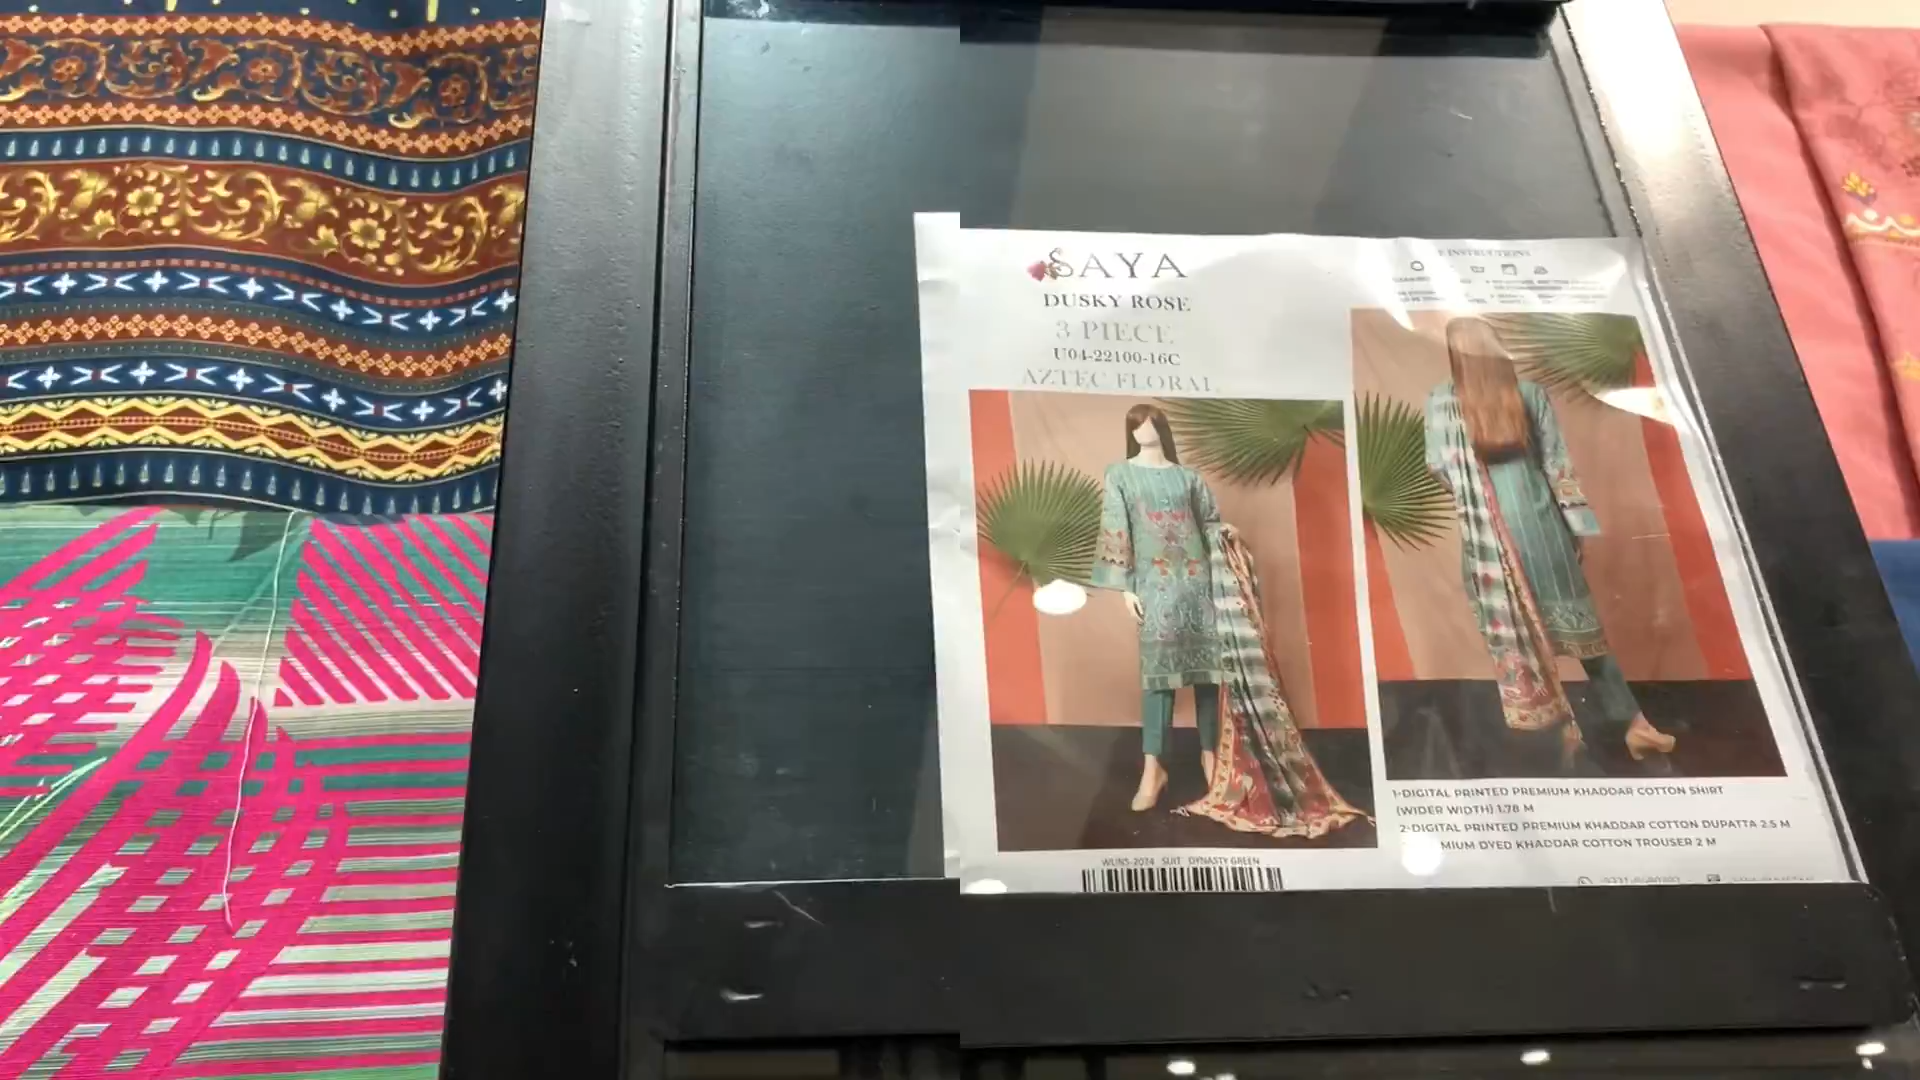 SAYA
DUSKY ROSE
3 PIECE
U04-22100-16C
AZTEC FLORAL
INSTRUCTIONS
1-DIGITAL PRINTED PREMIUM KHADDAR COTTON SHIRT
(WIDER WIDTH) 1.78 M
2-DIGITAL PRINTED PREMIUM KHADDAR COTTON DUPATTA 2.5 M
MIUM DYED KHADDAR COTTON TROUSER 2 M
SUIT DYNASTY GREEN